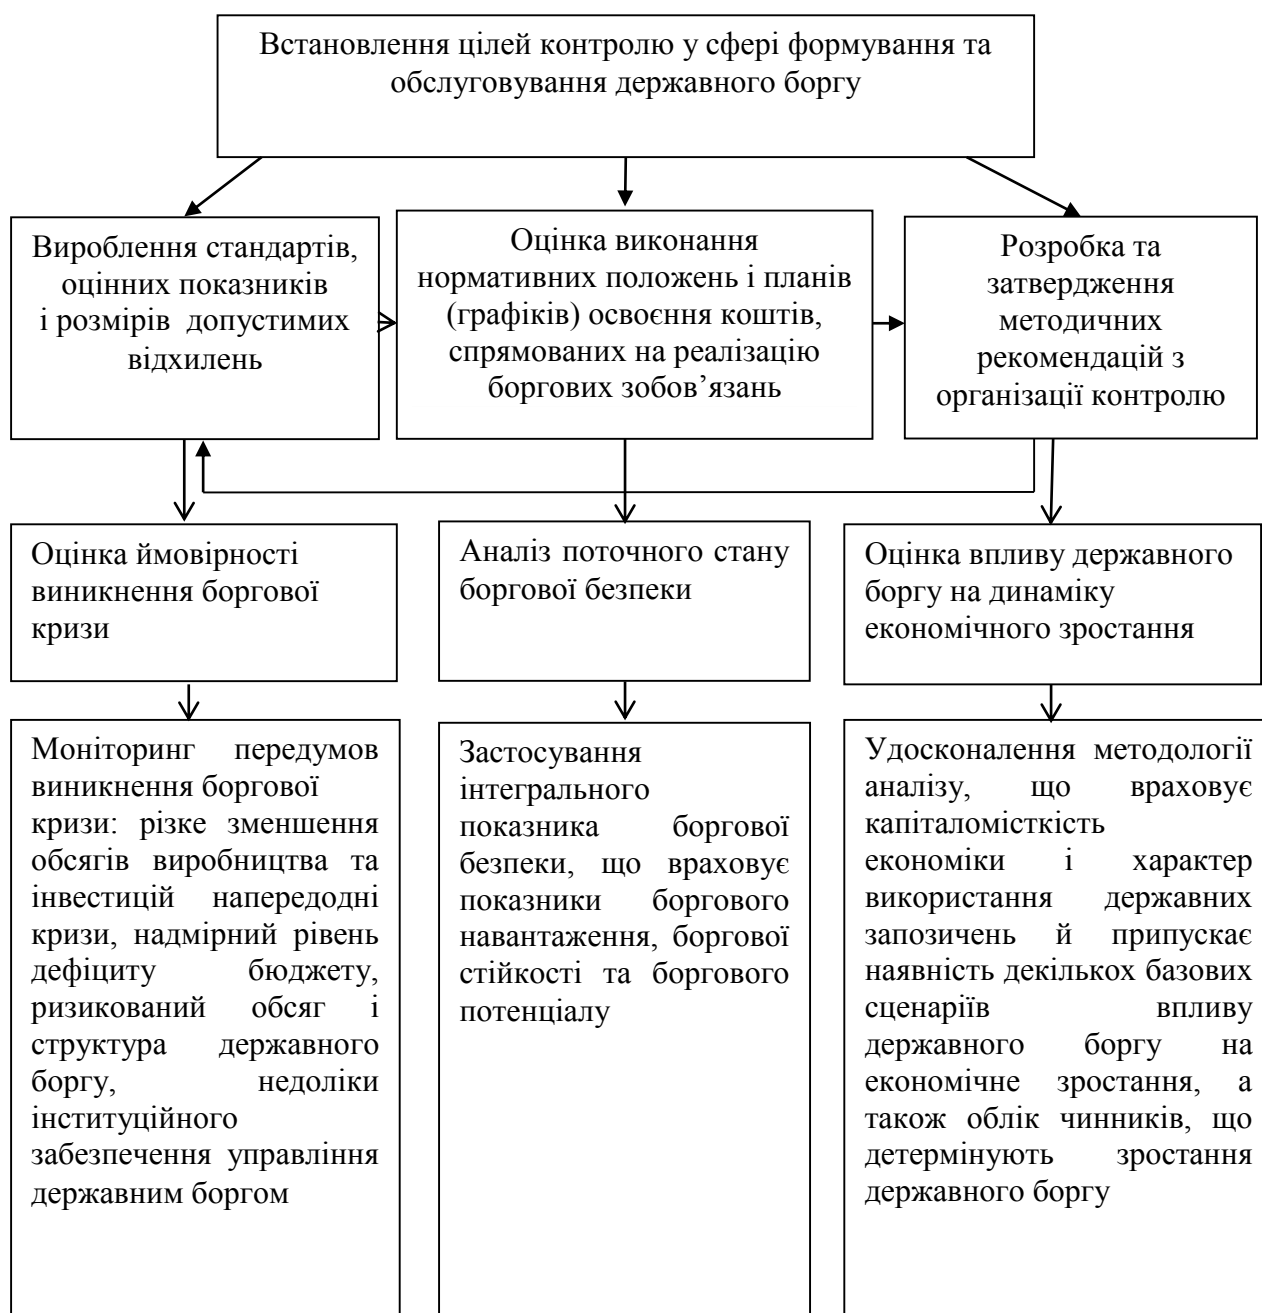 Встановлення цілей контролю у сфері формування та
обслуговування державного боргу
Вироблення стандартів,
оцінних показників
і розмірів допустимих
відхилень
Оцінка виконання
нормативних положень і планів
(графіків) освоєння коштів,
спрямованих на реалізацію
боргових зобов’язань
Розробка та
затвердження
методичних
рекомендацій з
організації контролю
Оцінка ймовірності
виникнення боргової
кризи
Аналіз поточного стану
боргової безпеки
Оцінка впливу державного
боргу на динаміку
економічного зростання
Моніторинг передумов
виникнення боргової
кризи: різке зменшення
обсягів виробництва та
інвестицій напередодні
кризи, надмірний рівень
дефіциту бюджету,
ризикований обсяг і
структура державного
боргу, недоліки
інституційного
забезпечення управління
державним боргом
Застосування
інтегрального
показника боргової
безпеки, що враховує
показники боргового
навантаження, боргової
стійкості та боргового
потенціалу
Удосконалення методології
аналізу, що враховує
капіталомісткість
економіки і характер
використання державних
запозичень й припускає
наявність декількох базових
сценаріїв впливу
державного боргу на
економічне зростання, а
також облік чинників, що
детермінують зростання
державного боргу